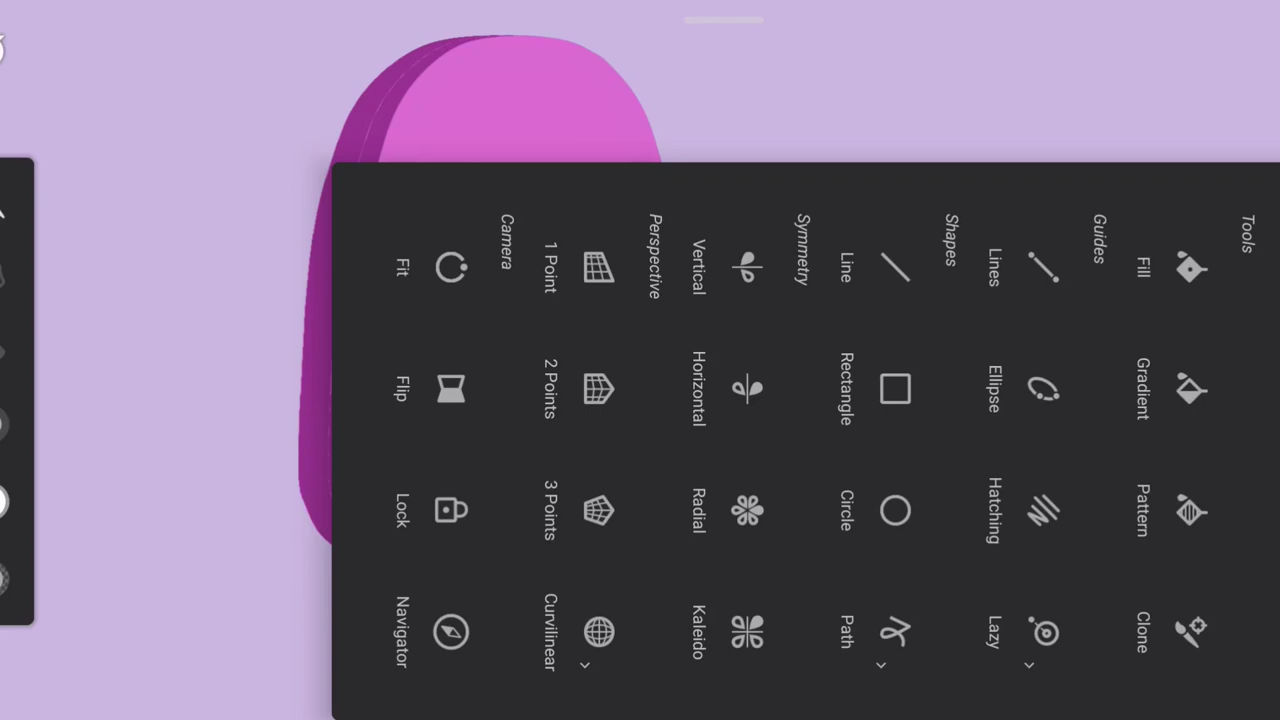 Tools
Fill Gradient Pattern Clone
Guides
Lines Ellipse Hatching Lazy
Shapes
Line Rectangle Circle Path
Symmetry
Vertical Horizontal Radial Kaleido
Perspective
1 Point 2 Points 3 Points Curvilinear
Camera
Fit Flip Lock Navigator